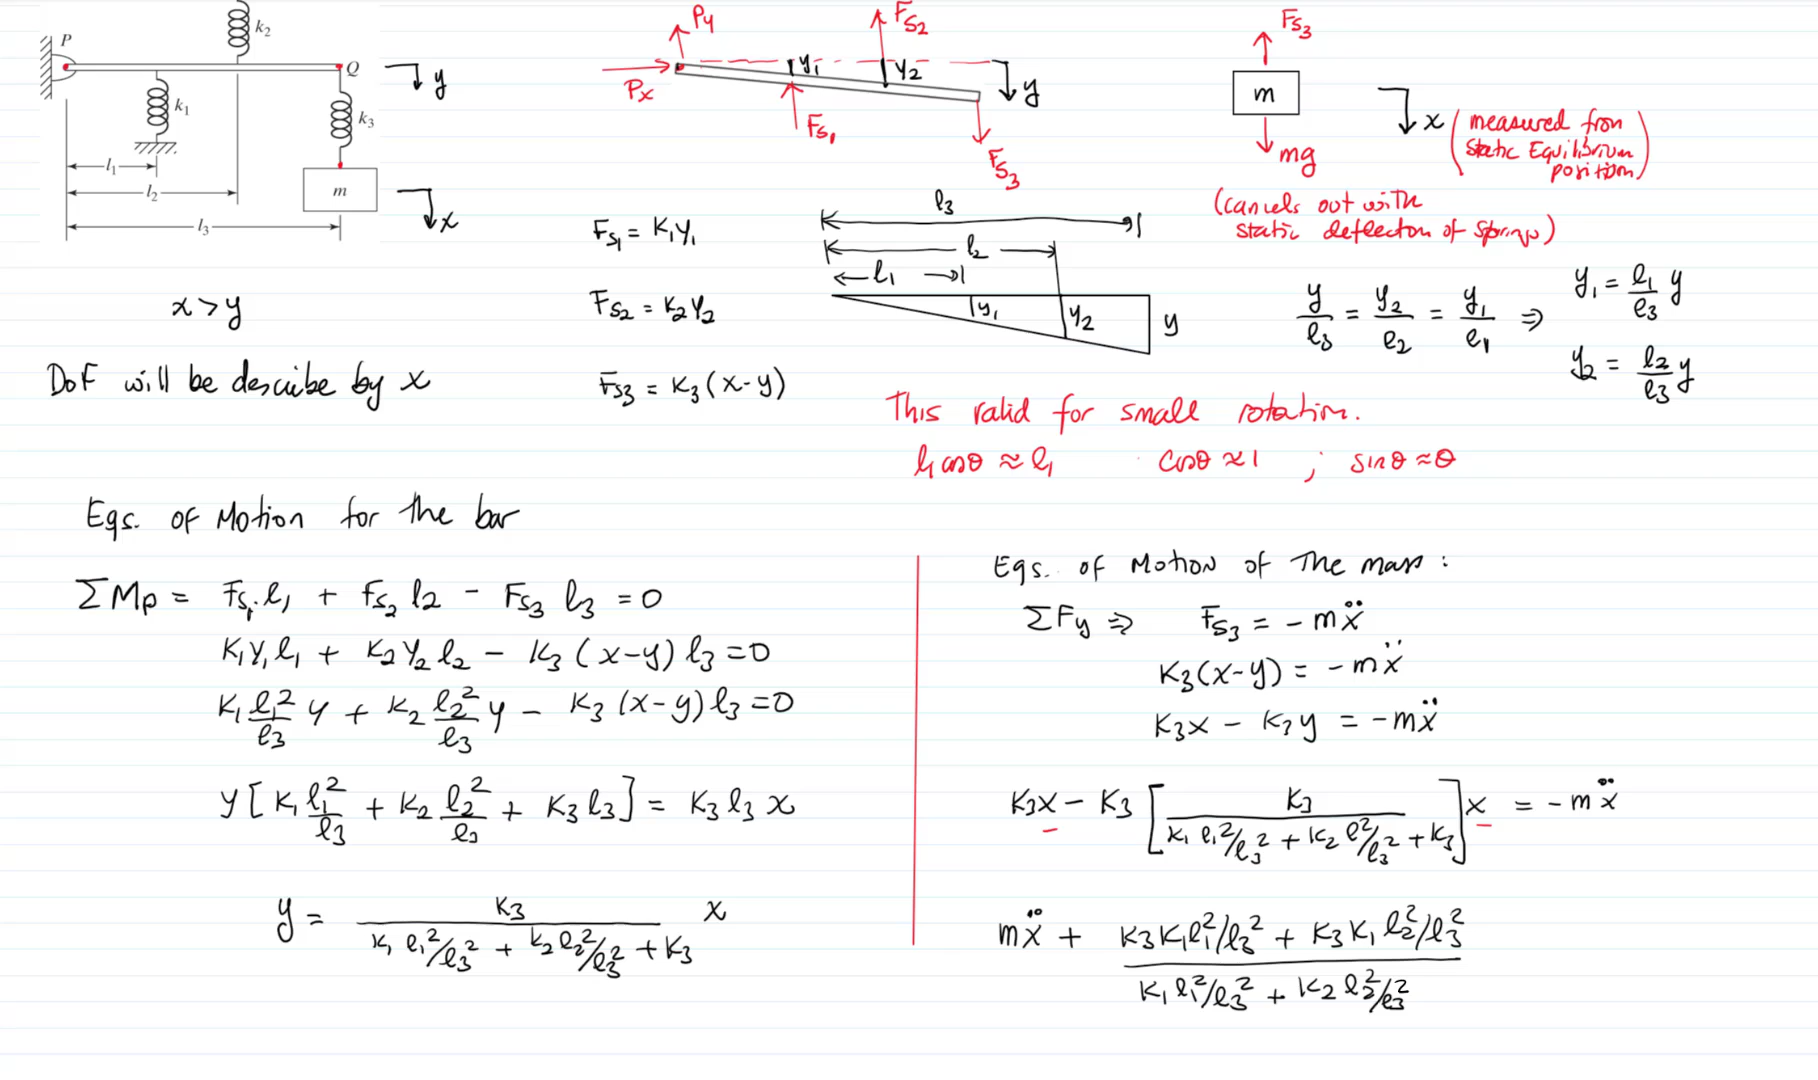 P
k₂
Q
y
k₁
k₃
l₁
l₂
m
l₃
x
Py
Fs₂
Px
y₁
y₂
y
Fs₁
Fs₃
Fs₃
m
mg
x (measured from
static Equilibrium
position)
(cancels out with
static deflection of springs)
x > y
DoF will be describe by x
Fs₁ = K₁y₁
Fs₂ = K₂y₂
Fs₃ = K₃(x-y)
l₃
l₂
l₁
y₁
y₂
y
y/l₃ = y₂/l₂ = y₁/l₁ ⇒
y₁ = l₁/l₃ y
y₂ = l₂/l₃ y
This valid for small rotation.
l₁ cosθ ≈ l₁ cosθ ≈ 1 ; sinθ ≈ θ
Eqs. of Motion for the bar
ΣMp = Fs₁.l₁ + Fs₂ l₂ - Fs₃ l₃ = 0
K₁y₁l₁ + K₂y₂l₂ - K₃(x-y)l₃ = 0
K₁ l₁²/l₃ y + K₂ l₂²/l₃ y - K₃(x-y)l₃ = 0
y[K₁ l₁²/l₃ + K₂ l₂²/l₃ + K₃l₃] = K₃l₃ x
y = K₃ / (K₁ l₁²/l₃² + K₂ l₂²/l₃² + K₃) x
Eqs. of Motion of the mass :
ΣFy ⇒ Fs₃ = -mẍ
K₃(x-y) = -mẍ
K₃x - K₃y = -mẍ
K₃x - K₃ [K₃ / (K₁ l₁²/l₃² + K₂ l²/l₃² + K₃)] x = -mẍ
mẍ + (K₃K₁l₁²/l₃² + K₃K₁ l₂²/l₃²) / (K₁ l₁²/l₃² + K₂ l₂²/l₃²)